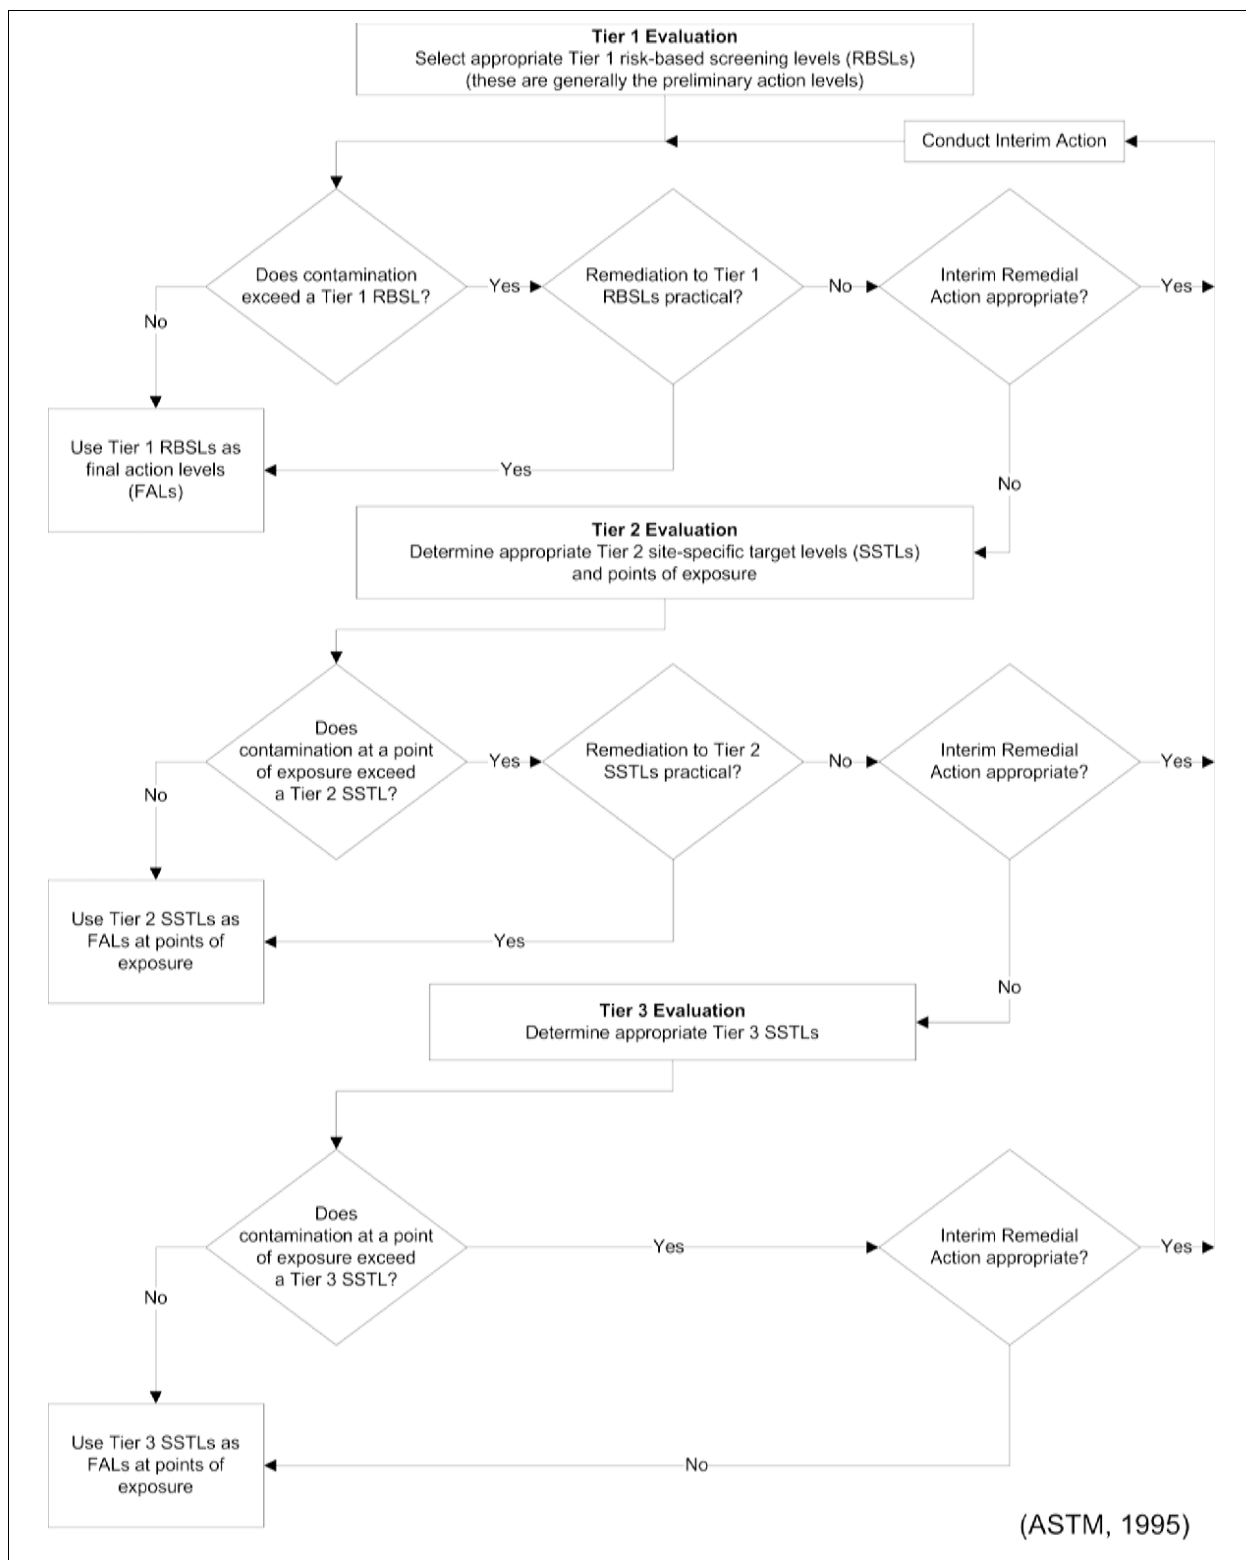 Tier 1 Evaluation
Select appropriate Tier 1 risk-based screening levels (RBSLs)
(these are generally the preliminary action levels)
Conduct Interim Action
Does contamination
exceed a Tier 1 RBSL?
Yes
Remediation to Tier 1
RBSLs practical?
No
Interim Remedial
Action appropriate?
Yes
No
Use Tier 1 RBSLs as
final action levels
(FALs)
Yes
No
Tier 2 Evaluation
Determine appropriate Tier 2 site-specific target levels (SSTLs)
and points of exposure
Does
contamination at a point
of exposure exceed
a Tier 2 SSTL?
Yes
Remediation to Tier 2
SSTLs practical?
No
Interim Remedial
Action appropriate?
Yes
No
Use Tier 2 SSTLs as
FALs at points of
exposure
Yes
No
Tier 3 Evaluation
Determine appropriate Tier 3 SSTLs
Does
contamination at a point
of exposure exceed
a Tier 3 SSTL?
Yes
Interim Remedial
Action appropriate?
Yes
No
Use Tier 3 SSTLs as
FALs at points of
exposure
No
(ASTM, 1995)